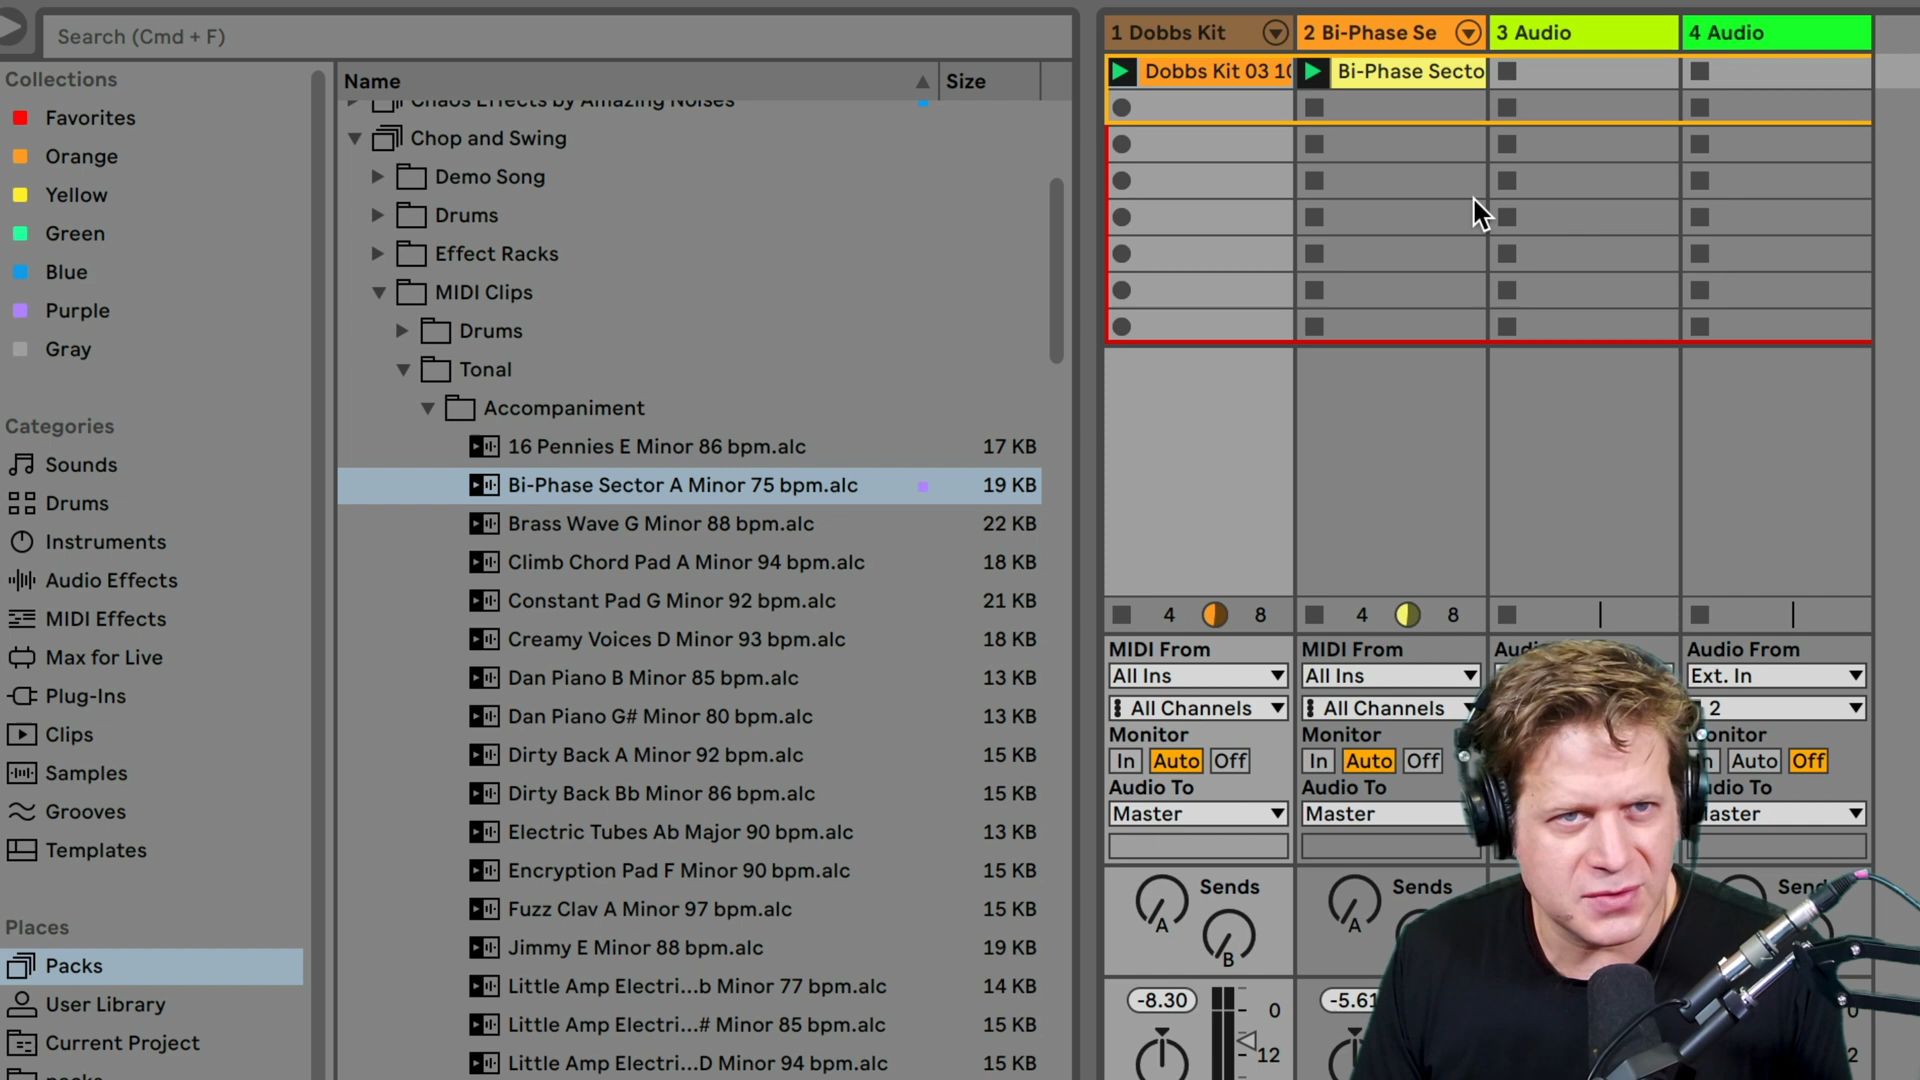 Search (Cmd + F)
Collections
Favorites
Orange
Yellow
Green
Blue
Purple
Gray
Categories
Sounds
Drums
Instruments
Audio Effects
MIDI Effects
Max for Live
Plug-Ins
Clips
Samples
Grooves
Templates
Places
Packs
User Library
Current Project
Name Size
Chaos Effects by Amazing Noises
Chop and Swing
Demo Song
Drums
Effect Racks
MIDI Clips
Drums
Tonal
Accompaniment
16 Pennies E Minor 86 bpm.alc 17 KB
Bi-Phase Sector A Minor 75 bpm.alc 19 KB
Brass Wave G Minor 88 bpm.alc 22 KB
Climb Chord Pad A Minor 94 bpm.alc 18 KB
Constant Pad G Minor 92 bpm.alc 21 KB
Creamy Voices D Minor 93 bpm.alc 18 KB
Dan Piano B Minor 85 bpm.alc 13 KB
Dan Piano G# Minor 80 bpm.alc 13 KB
Dirty Back A Minor 92 bpm.alc 15 KB
Dirty Back Bb Minor 86 bpm.alc 15 KB
Electric Tubes Ab Major 90 bpm.alc 13 KB
Encryption Pad F Minor 90 bpm.alc 15 KB
Fuzz Clav A Minor 97 bpm.alc 15 KB
Jimmy E Minor 88 bpm.alc 19 KB
Little Amp Electri...b Minor 77 bpm.alc 14 KB
Little Amp Electri...# Minor 85 bpm.alc 15 KB
Little Amp Electri...D Minor 94 bpm.alc 15 KB
1 Dobbs Kit 2 Bi-Phase Se 3 Audio 4 Audio
Dobbs Kit 03 10 Bi-Phase Secto
4 8 4 8
MIDI From MIDI From Audio From
All Ins All Ins Ext. In
All Channels All Channels 2
Monitor Monitor
In Auto Off In Auto Off Auto Off
Audio To Audio To
Master Master
Sends Sends
A A
B
-8.30 0 -5.61
12